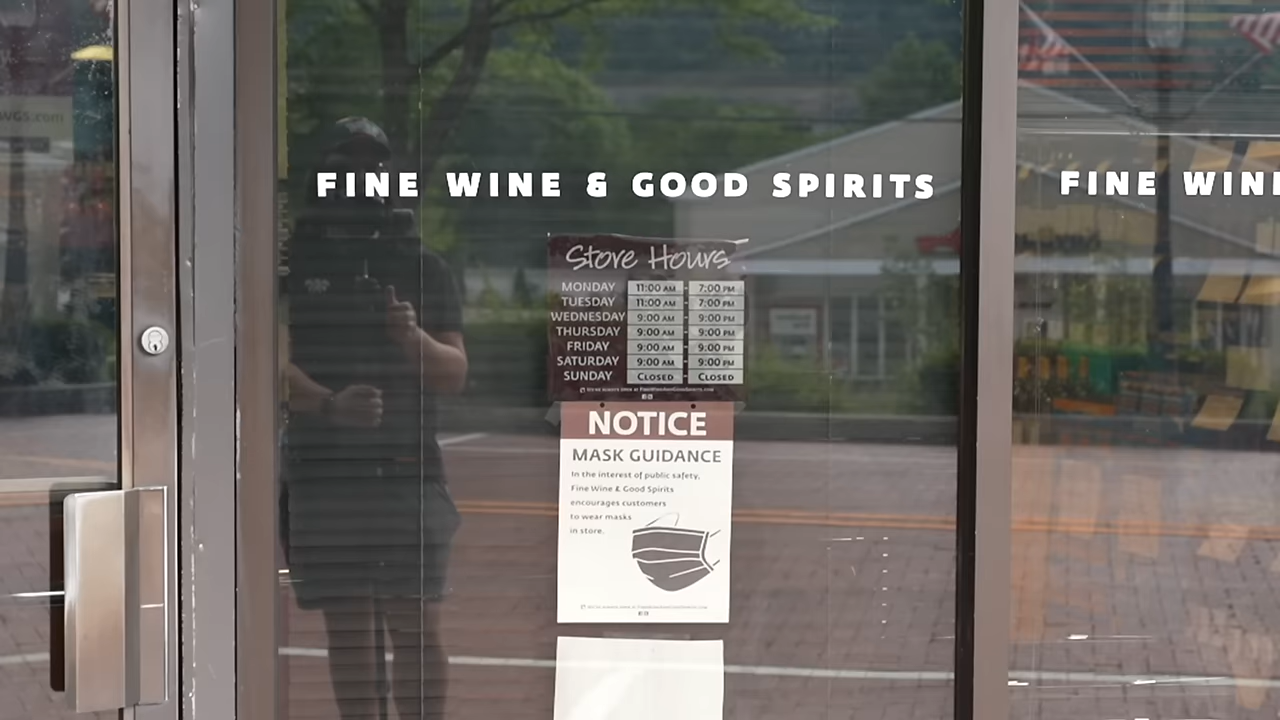 WGS.com
FINE WINE & GOOD SPIRITS
FINE WIN
Store Hours
MONDAY 11:00 AM - 7:00 PM
TUESDAY 11:00 AM - 7:00 PM
WEDNESDAY 9:00 AM - 9:00 PM
THURSDAY 9:00 AM - 9:00 PM
FRIDAY 9:00 AM - 9:00 PM
SATURDAY 9:00 AM - 9:00 PM
SUNDAY CLOSED - CLOSED
NOTICE
MASK GUIDANCE
In the interest of public safety,
Fine Wine & Good Spirits
encourages customers
to wear masks
in store.